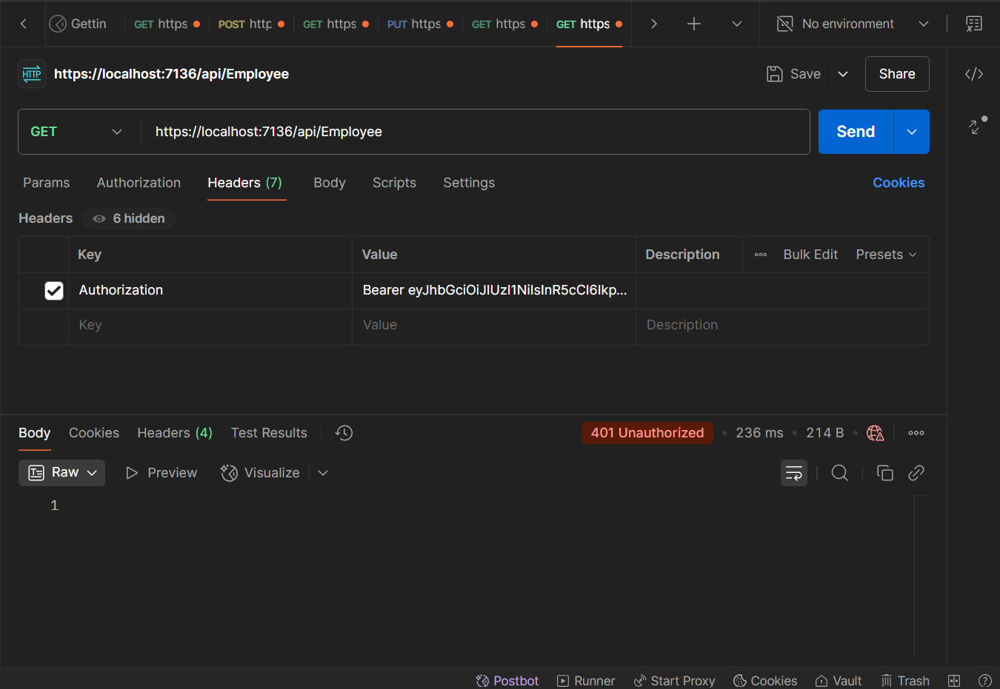 Gettin GET https POST http GET https PUT https GET https GET https No environment
HTTP https://localhost:7136/api/Employee Save Share
GET https://localhost:7136/api/Employee Send
Params Authorization Headers (7) Body Scripts Settings Cookies
Headers 6 hidden
Key Value Description Bulk Edit Presets
Authorization Bearer eyJhbGciOiJIUzI1NiIsInR5cCI6Ikp...
Key Value Description
Body Cookies Headers (4) Test Results 401 Unauthorized 236 ms 214 B
Raw Preview Visualize
1
Postbot Runner Start Proxy Cookies Vault Trash